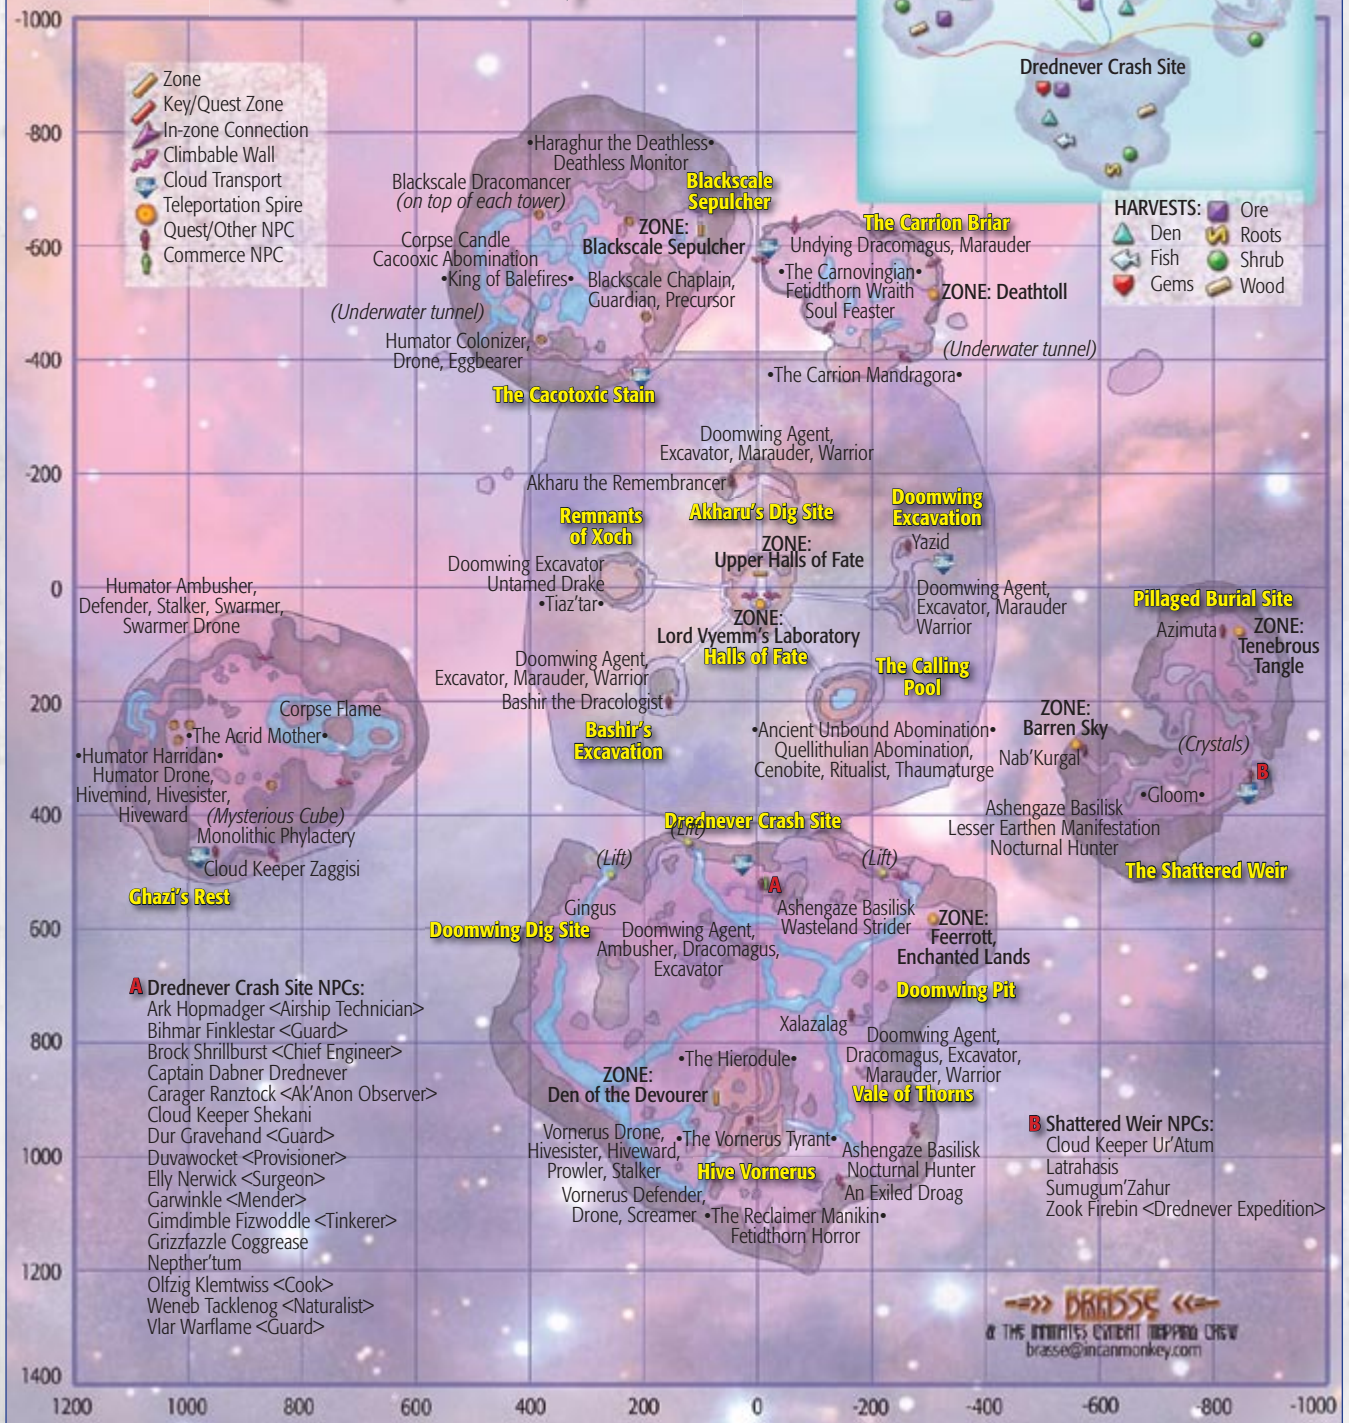 Drednever Crash Site
HARVESTS:
Ore
Den
Roots
Fish
Shrub
Gems
Wood
Zone
Key/Quest Zone
In-zone Connection
Climbable Wall
Cloud Transport
Teleportation Spire
Quest/Other NPC
Commerce NPC
•Haraghur the Deathless•
Deathless Monitor
Blackscale Dracomancer
(on top of each tower)
Blackscale
Sepulcher
ZONE:
Blackscale Sepulcher
Corpse Candle
Cacooxic Abomination
•King of Balefires•
Blackscale Chaplain,
Guardian, Precursor
(Underwater tunnel)
Humator Colonizer,
Drone, Eggbearer
The Cacotoxic Stain
The Carrion Briar
Undying Dracomagus, Marauder
•The Carnovingian•
Fetidthorn Wraith
Soul Feaster
ZONE: Deathtoll
(Underwater tunnel)
•The Carrion Mandragora•
Doomwing Agent,
Excavator, Marauder, Warrior
Akharu the Remembrancer
Akharu's Dig Site
Remnants
of Xoch
Doomwing Excavator
Untamed Drake
•Tiaz'tar•
ZONE:
Upper Halls of Fate
ZONE:
Lord Vyemm's Laboratory
Halls of Fate
Doomwing
Excavation
Yazid
Doomwing Agent,
Excavator, Marauder
Warrior
Doomwing Agent,
Excavator, Marauder, Warrior
Bashir the Dracologist
Bashir's
Excavation
The Calling
Pool
•Ancient Unbound Abomination•
Quellithulian Abomination,
Cenobite, Ritualist, Thaumaturge
Humator Ambusher,
Defender, Stalker, Swarmer,
Swarmer Drone
Corpse Flame
•The Acrid Mother•
•Humator Harridan•
Humator Drone,
Hivemind, Hivesister,
Hiveward
(Mysterious Cube)
Monolithic Phylactery
Cloud Keeper Zaggisi
Ghazi's Rest
Pillaged Burial Site
Azimuta
ZONE:
Tenebrous
Tangle
ZONE:
Barren Sky
Nab'Kurgal
(Crystals)
B
•Gloom•
Ashengaze Basilisk
Lesser Earthen Manifestation
Nocturnal Hunter
The Shattered Weir
Drednever Crash Site
(Lift)
(Lift)
(Lift)
A
Gingus
Doomwing Dig Site
Doomwing Agent,
Ambusher, Dracomagus,
Excavator
Ashengaze Basilisk
Wasteland Strider
ZONE:
Feerrott,
Enchanted Lands
Doomwing Pit
Xalazalag
Doomwing Agent,
Dracomagus, Excavator,
Marauder, Warrior
Vale of Thorns
•The Hierodule•
ZONE:
Den of the Devourer
Vornerus Drone,
Hivesister, Hiveward,
Prowler, Stalker
•The Vornerus Tyrant•
Hive Vornerus
Ashengaze Basilisk
Nocturnal Hunter
An Exiled Droag
Vornerus Defender,
Drone, Screamer
•The Reclaimer Manikin•
Fetidthorn Horror
A Drednever Crash Site NPCs:
Ark Hopmadger <Airship Technician>
Bihmar Finklestar <Guard>
Brock Shrillburst <Chief Engineer>
Captain Dabner Drednever
Carager Ranztock <Ak'Anon Observer>
Cloud Keeper Shekani
Dur Gravehand <Guard>
Duvawocket <Provisioner>
Elly Nerwick <Surgeon>
Garwinkle <Mender>
Gimdimble Fizwoddle <Tinkerer>
Grizzfazzle Coggrease
Nepther'tum
Olfzig Klemtwiss <Cook>
Weneb Tacklenog <Naturalist>
Vlar Warflame <Guard>
B Shattered Weir NPCs:
Cloud Keeper Ur'Atum
Latrahasis
Sumugum'Zahur
Zook Firebin <Drednever Expedition>
BRASSE
& THE INMATES EVIL BAT MAPPING CREW
brasse@incanmonkey.com
-1000
-800
-600
-400
-200
0
200
400
600
800
1000
1200
1400
1200 1000 800 600 400 200 0 -200 -400 -600 -800 -1000